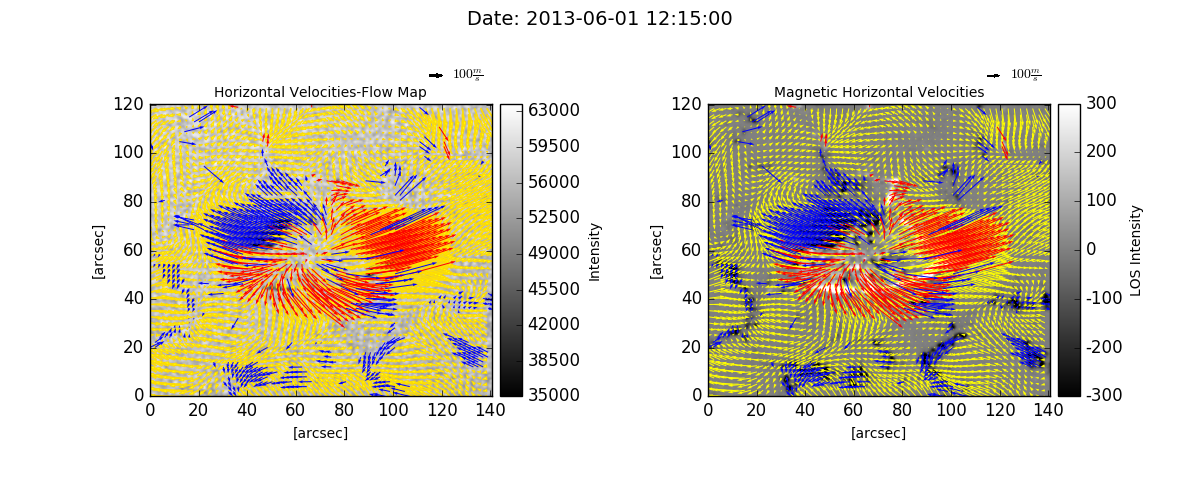 Date: 2013-06-01 12:15:00
100 m/s
Horizontal Velocities-Flow Map
120
100
80
60
40
20
0
[arcsec]
0 20 40 60 80 100 120 140
[arcsec]
63000
59500
56000
52500
49000
45500
42000
38500
35000
Intensity
100 m/s
Magnetic Horizontal Velocities
120
100
80
60
40
20
0
[arcsec]
0 20 40 60 80 100 120 140
[arcsec]
300
200
100
0
-100
-200
-300
LOS Intensity